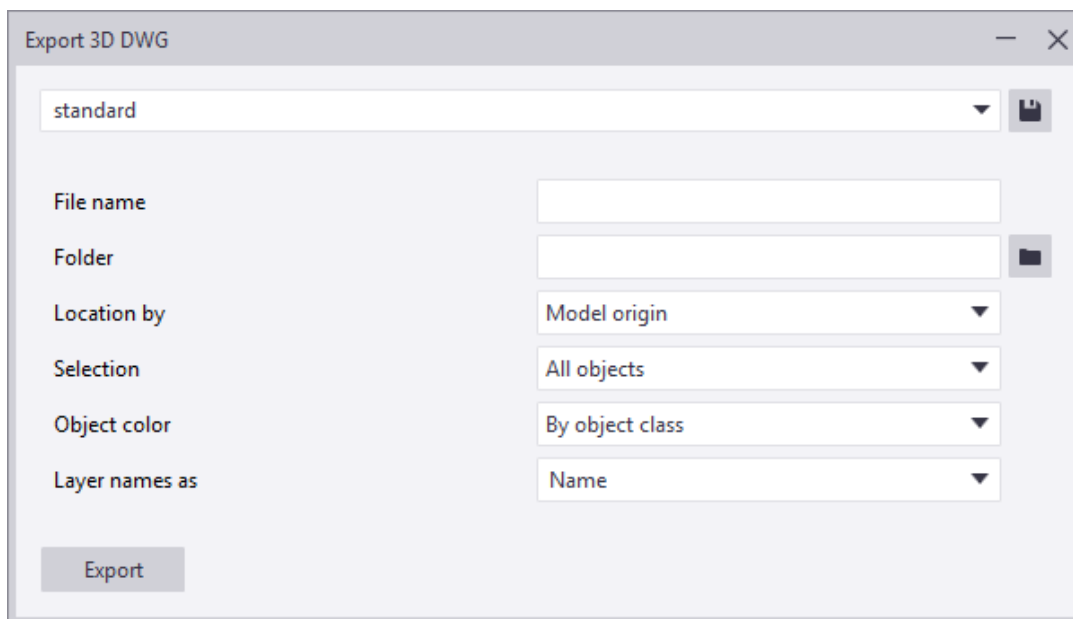 Export 3D DWG
standard
File name
Folder
Location by Model origin
Selection All objects
Object color By object class
Layer names as Name
Export